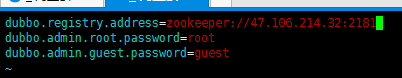 dubbo.registry.address=zookeeper://47.106.214.32:2181
dubbo.admin.root.password=root
dubbo.admin.guest.password=guest
~